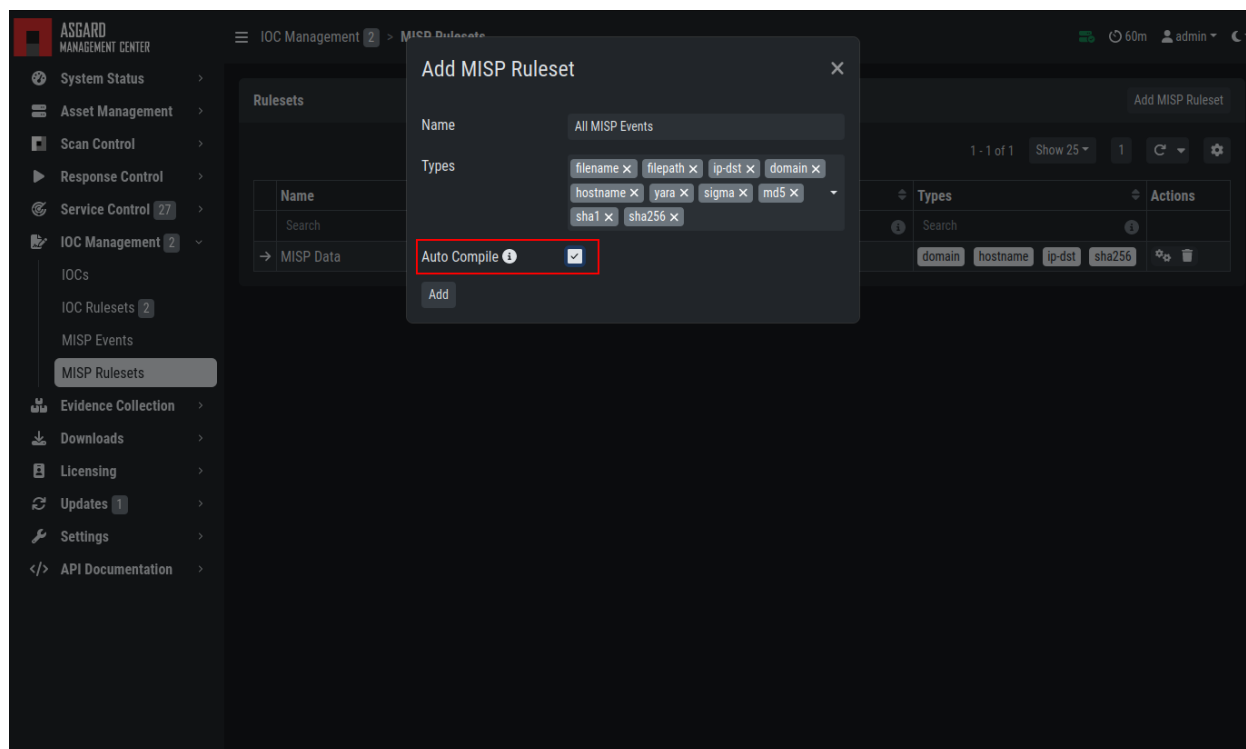 ASGARD
MANAGEMENT CENTER
IOC Management 2 > MISP Rulesets
60m admin
System Status
Asset Management
Scan Control
Response Control
Service Control 27
IOC Management 2
IOCs
IOC Rulesets 2
MISP Events
MISP Rulesets
Evidence Collection
Downloads
Licensing
Updates 1
Settings
API Documentation
Rulesets
Add MISP Ruleset
1 - 1 of 1 Show 25 1
Name Types Actions
Search Search
MISP Data domain hostname ip-dst sha256
Add MISP Ruleset
Name All MISP Events
Types filename filepath ip-dst domain
hostname yara sigma md5
sha1 sha256
Auto Compile
Add